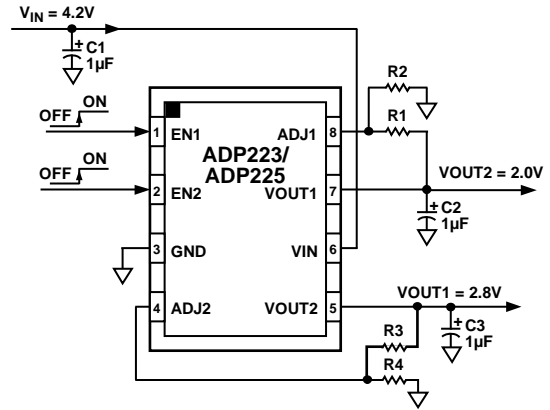 VIN = 4.2V
C1
1µF
R2
R1
OFF ON
OFF ON
1 EN1
2 EN2
3 GND
4 ADJ2
ADP223/
ADP225
ADJ1 8
VOUT1 7
VIN 6
VOUT2 5
VOUT2 = 2.0V
C2
1µF
VOUT1 = 2.8V
C3
1µF
R3
R4